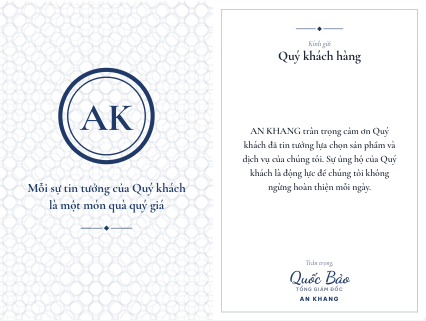 AK
Mỗi sự tin tưởng của Quý khách
là một món quà quý giá
Kính gửi
Quý khách hàng
AN KHANG trân trọng cảm ơn Quý
khách đã tin tưởng lựa chọn sản phẩm và
dịch vụ của chúng tôi. Sự ủng hộ của Quý
khách là động lực để chúng tôi không
ngừng hoàn thiện mỗi ngày.
Trân trọng,
Quốc Bảo
TỔNG GIÁM ĐỐC
AN KHANG